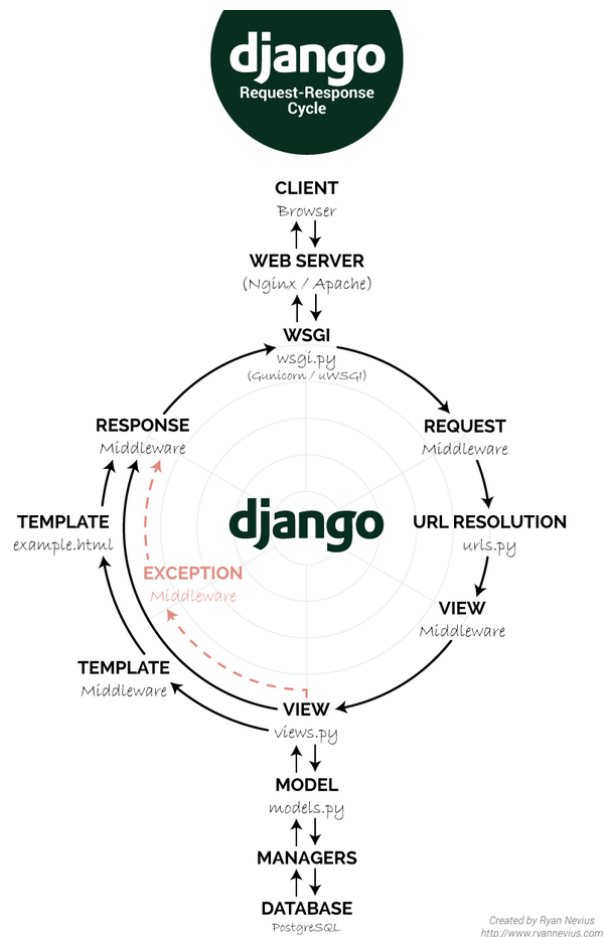 django
Request-Response
Cycle
CLIENT
Browser
WEB SERVER
(Nginx / Apache)
WSGI
wsgi.py
(Gunicorn / uWSGI)
RESPONSE
Middleware
REQUEST
Middleware
TEMPLATE
example.html
django
URL RESOLUTION
urls.py
EXCEPTION
Middleware
VIEW
Middleware
TEMPLATE
Middleware
VIEW
views.py
MODEL
models.py
MANAGERS
DATABASE
PostgreSQL
Created by Ryan Nevius
http://www.ryannevius.com